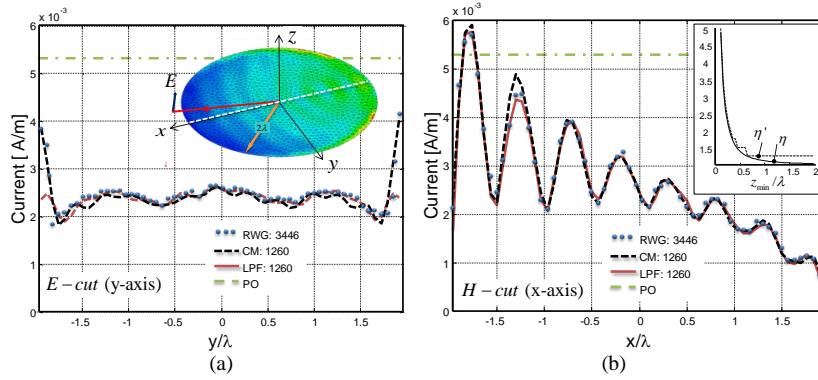 6 x 10⁻³
5
4
3
2
1
0
Current [ A/m]
-1.5 -1 -0.5 0 0.5 1 1.5
y/λ
E
x
y
z
2λ
RWG: 3446
CM: 1260
LPF: 1260
PO
E – cut (y-axis)
(a)
6 x 10⁻³
5
4
3
2
1
0
Current [A/m]
-1.5 -1 -0.5 0 0.5 1 1.5
x/λ
RWG: 3446
CM: 1260
LPF: 1260
PO
H – cut (x-axis)
5
4.5
4
3.5
3
2.5
2
1.5
0 0.5 1 1.5 2
η' η
z min /λ
(b)